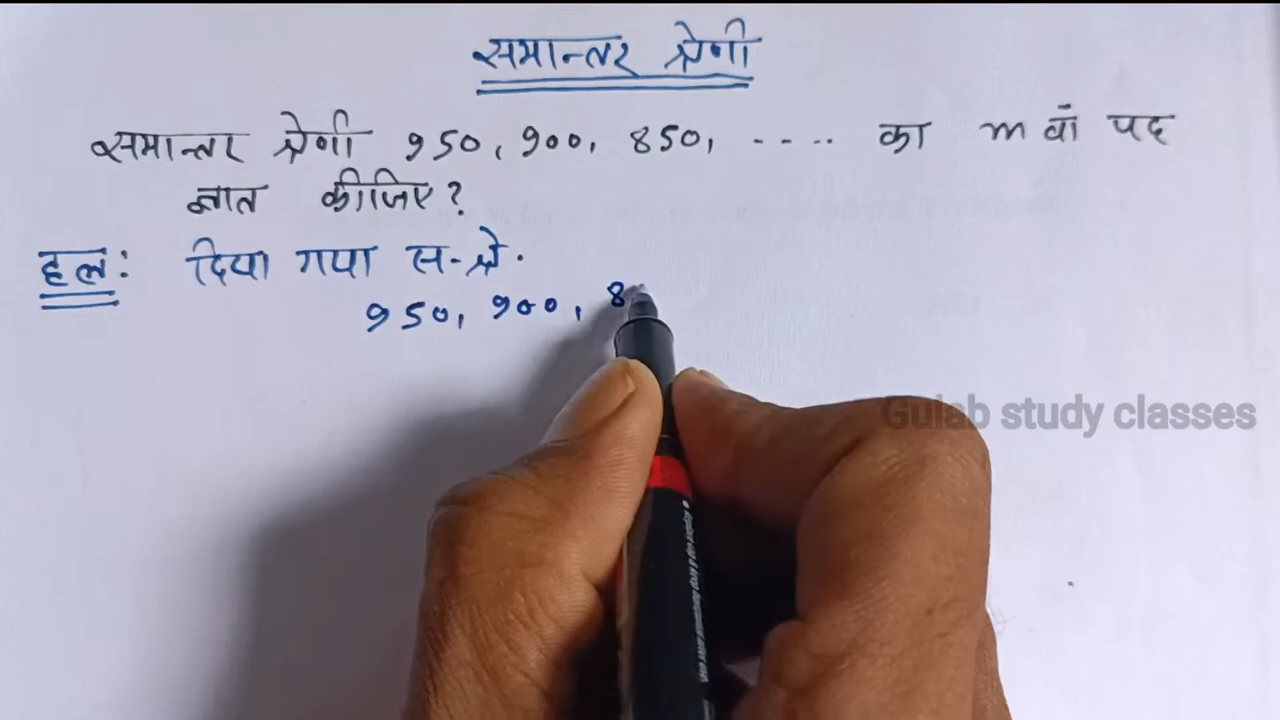 समान्तर श्रेणी
समान्तर श्रेणी 950, 900, 850, ---- का m वां पद
ज्ञात कीजिए?
हल: दिया गया स. श्रे.
950, 900, 8
Gulab study classes